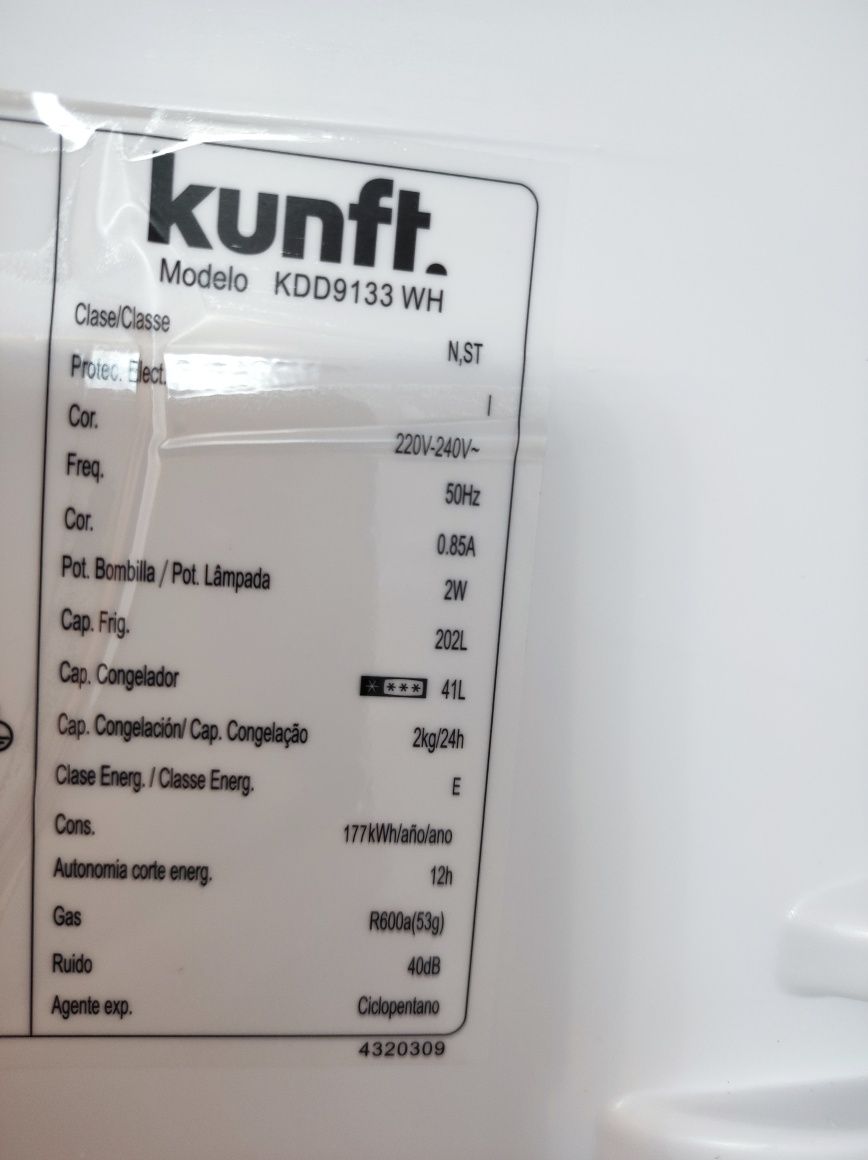 kunft.
Modelo KDD9133 WH
Clase/Classe N,ST
Protec. Elect. I
Cor. 220V-240V~
Freq. 50Hz
Cor. 0.85A
Pot. Bombilla / Pot. Lâmpada 2W
Cap. Frig. 202L
Cap. Congelador 41L
Cap. Congelación/ Cap. Congelação 2kg/24h
Clase Energ. / Classe Energ. E
Cons. 177kWh/año/ano
Autonomia corte energ. 12h
Gas R600a(53g)
Ruido 40dB
Agente exp. Ciclopentano
4320309